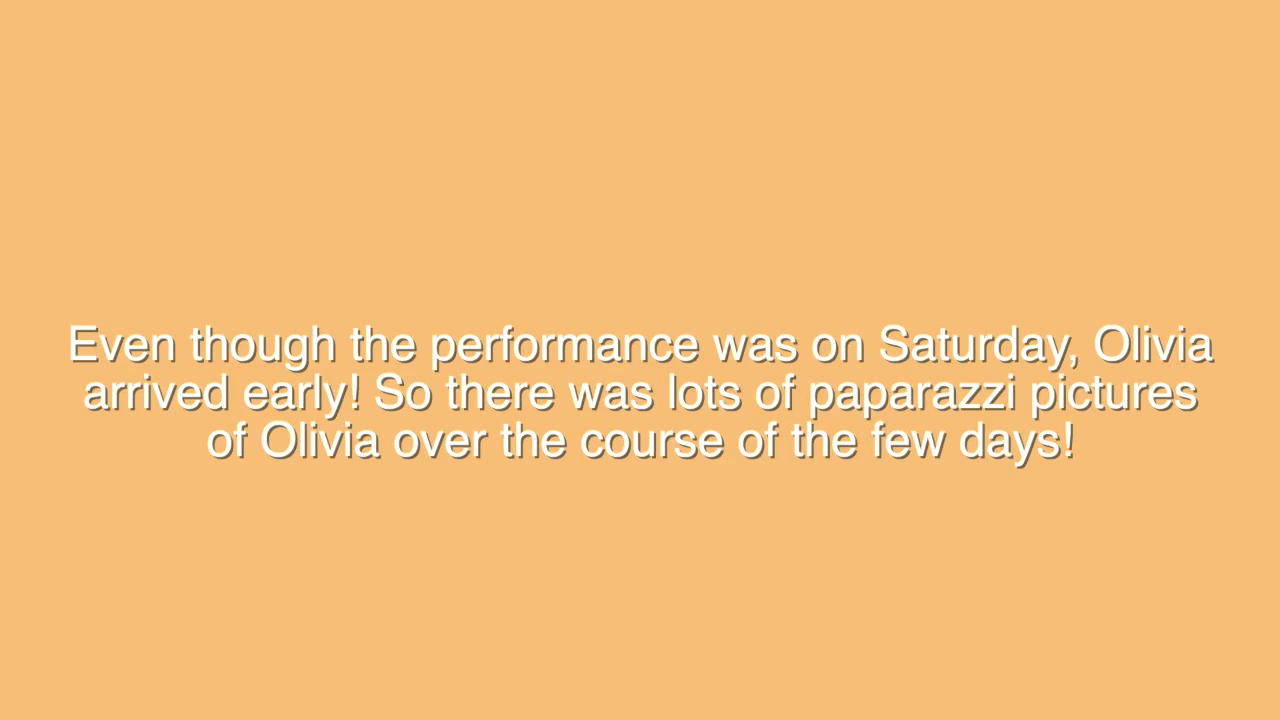 Even though the performance was on Saturday, Olivia
arrived early! So there was lots of paparazzi pictures
of Olivia over the course of the few days!